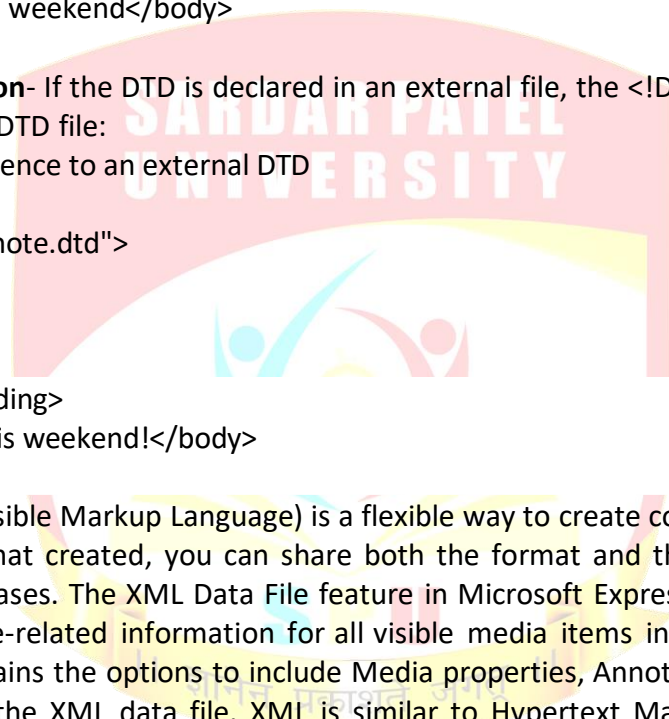 weekend</body>
on- If the DTD is declared in an external file, the <!D
SARDAR PATEL
DTD file:
ence to an external DTD
UNIVERSITY
note.dtd">
ding>
is weekend!</body>
sible Markup Language) is a flexible way to create co
hat created, you can share both the format and th
ases. The XML Data File feature in Microsoft Expres
S P U
e-related information for all visible media items in
ains the options to include Media properties, Annot
॥ ज्ञानेन प्रकाशते जगत् ॥
the XML data file. XML is similar to Hypertext Ma